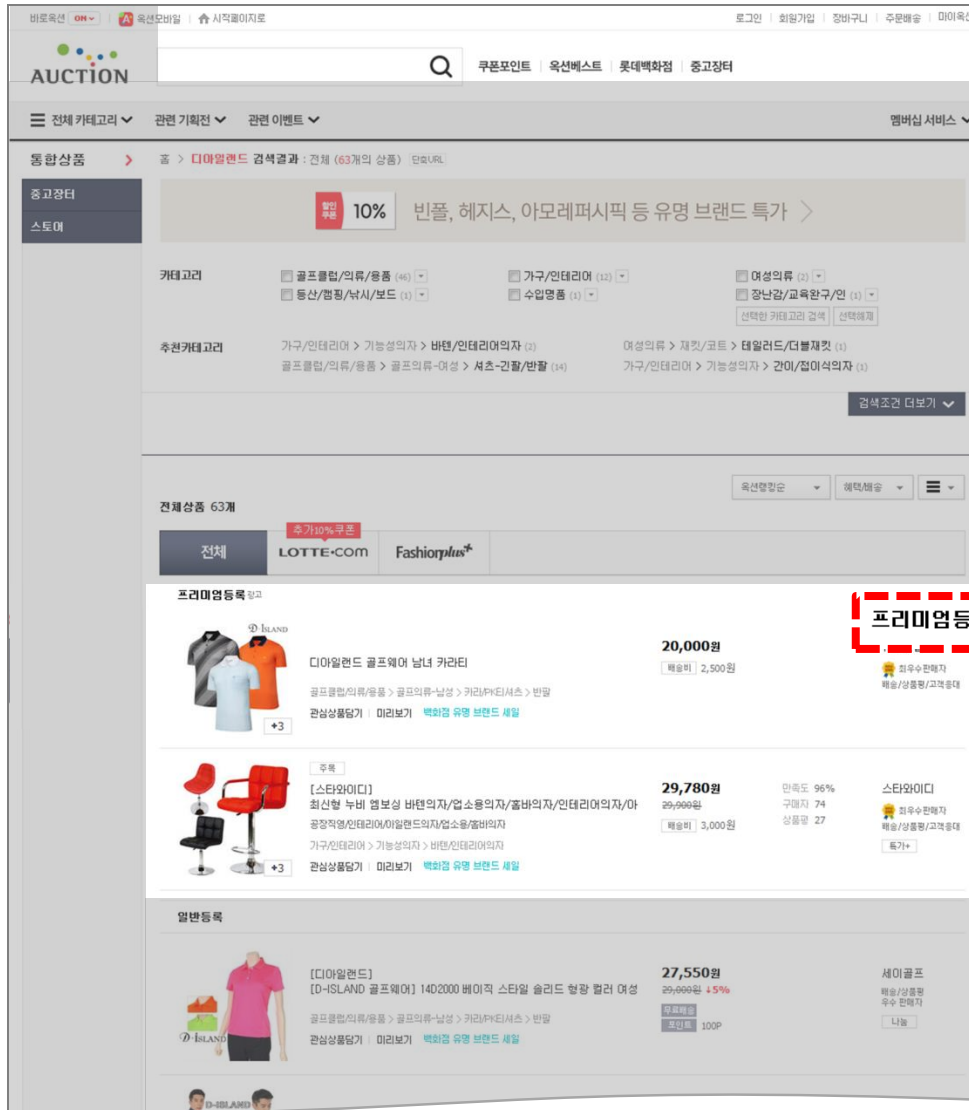 바로옥션 ON
옥션모바일
시작페이지로
로그인 회원가입 장바구니 주문배송 마이옥션
AUCTION
쿠폰포인트 옥션베스트 롯데백화점 중고장터
전체 카테고리 관련 기획전 관련 이벤트
멤버십 서비스
통합상품 >
홈 > 디아일랜드 검색결과 : 전체 (63개의 상품) 단축URL
중고장터
스토어
할인쿠폰 10% 빈폴, 헤지스, 아모레퍼시픽 등 유명 브랜드 특가 >
카테고리
골프클럽/의류/용품 (46) 가구/인테리어 (12) 여성의류 (2)
등산/캠핑/낚시/보드 (1) 수입명품 (1) 장난감/교육완구/인 (1)
선택한 카테고리 검색 선택해제
추천카테고리
가구/인테리어 > 기능성의자 > 바텐/인테리어의자 (2) 여성의류 > 재킷/코트 > 테일러드/더블재킷 (1)
골프클럽/의류/용품 > 골프의류-여성 > 셔츠-긴팔/반팔 (14) 가구/인테리어 > 기능성의자 > 간이/접이식의자 (1)
검색조건 더보기
옥션랭킹순 혜택/배송
전체상품 63개
추가10%쿠폰
전체 LOTTE·COM Fashionplus+
프리미엄등록 광고
프리미엄등
D-ISLAND
20,000원
디아일랜드 골프웨어 남녀 카라티
배송비 2,500원
최우수판매자
배송/상품평/고객응대
골프클럽/의류/용품 > 골프의류-남성 > 카라/PK티셔츠 > 반팔
관심상품담기 미리보기 백화점 유명 브랜드 세일
+3
주목
[스타와이디]
최신형 누비 엠보싱 바텐의자/업소용의자/홈바의자/인테리어의자/아
공장직영/인테리어/아일랜드의자/업소용/홈바의자
가구/인테리어 > 기능성의자 > 바텐/인테리어의자
관심상품담기 미리보기 백화점 유명 브랜드 세일
+3
29,780원
29,900원
배송비 3,000원
만족도 96%
구매자 74
상품평 27
스타와이디
최우수판매자
배송/상품평/고객응대
특가+
일반등록
[디아일랜드]
[D-ISLAND 골프웨어] 14D2000 베이직 스타일 솔리드 형광 컬러 여성
골프클럽/의류/용품 > 골프의류-남성 > 카라/PK티셔츠 > 반팔
관심상품담기 미리보기 백화점 유명 브랜드 세일
D-ISLAND
27,550원
29,000원 ↓5%
무료배송
포인트 100P
세이골프
배송/상품평
우수 판매자
나눔
D-ISLAND